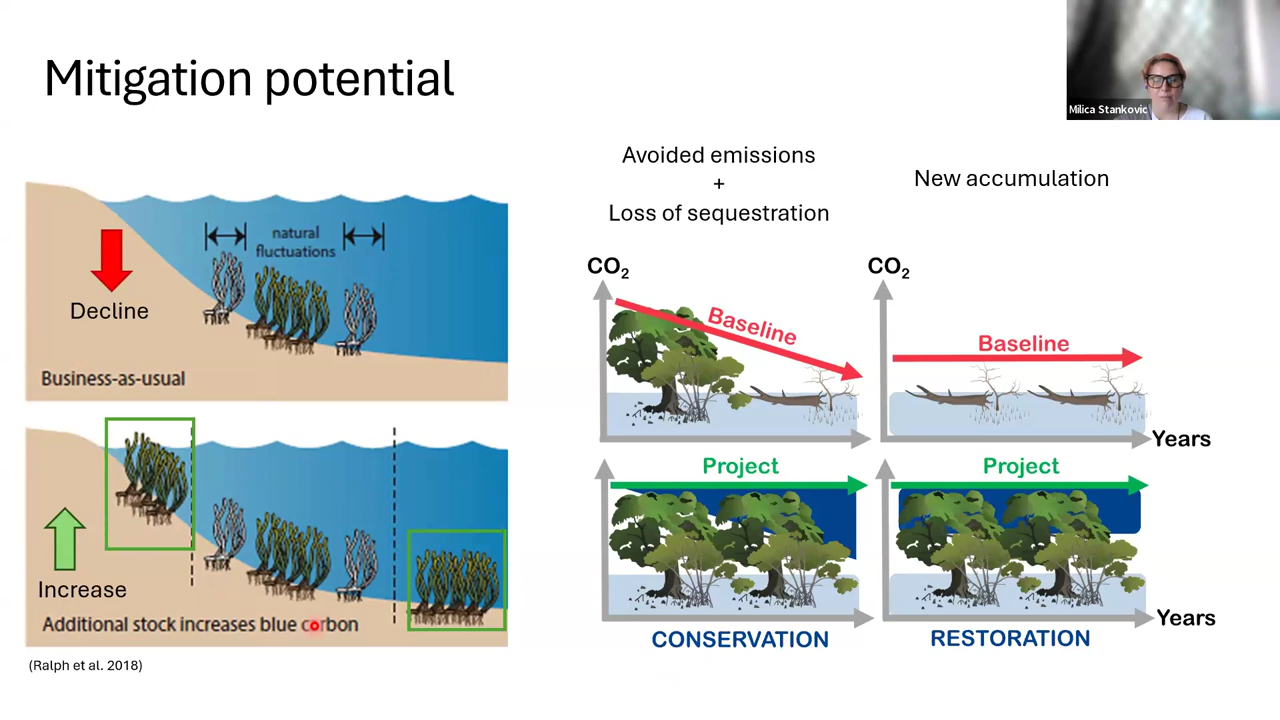 Mitigation potential
Milica Stankovic
natural
fluctuations
Decline
Business-as-usual
Increase
Additional stock increases blue carbon
(Ralph et al. 2018)
Avoided emissions
+
Loss of sequestration
New accumulation
CO2
Baseline
CO2
Baseline
Years
Project
Project
Years
CONSERVATION
RESTORATION